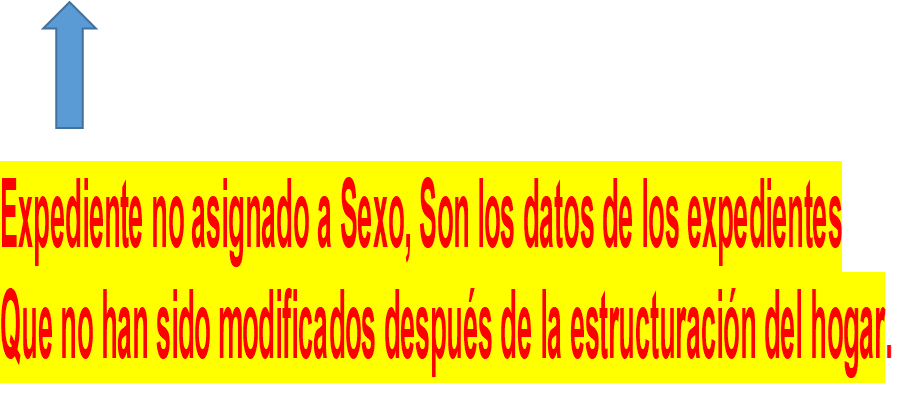 Expediente no asignado a Sexo, Son los datos de los expedientes
Que no han sido modificados después de la estructuración del hogar.